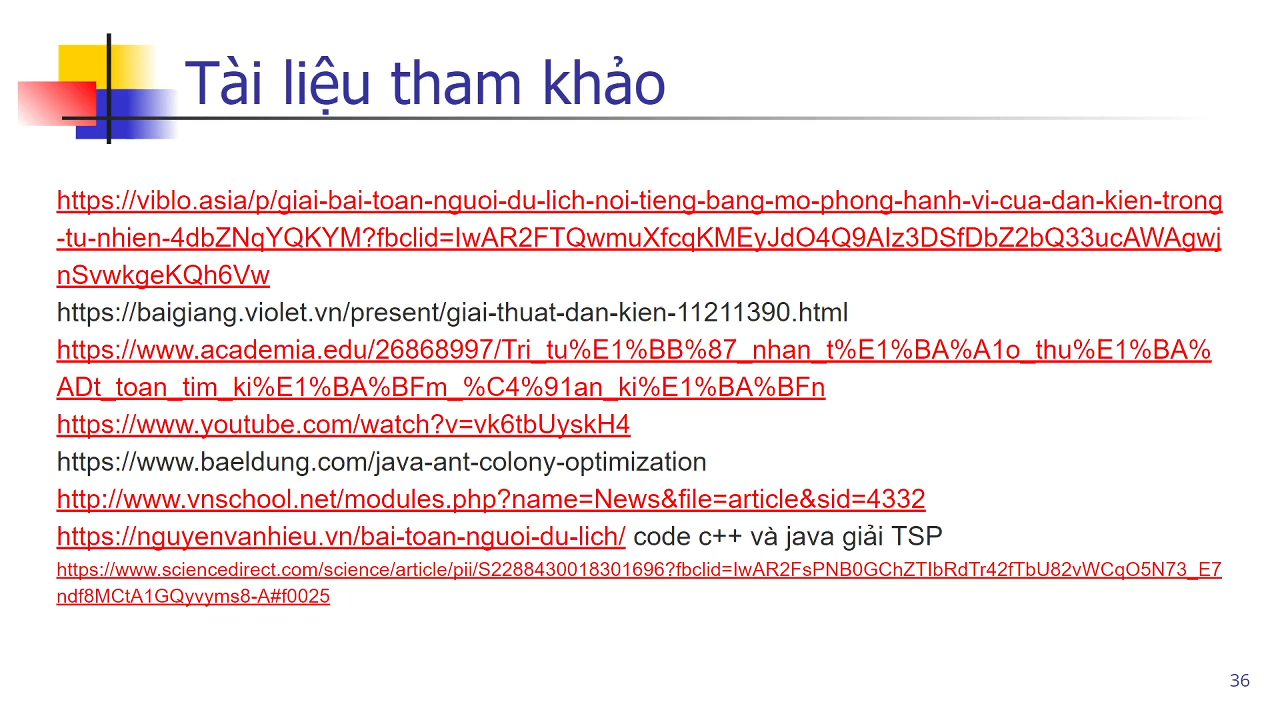 Tài liệu tham khảo
https://viblo.asia/p/giai-bai-toan-nguoi-du-lich-noi-tieng-bang-mo-phong-hanh-vi-cua-dan-kien-trong
-tu-nhien-4dbZNqYQKYM?fbclid=IwAR2FTQwmuXfcqKMEyJdO4Q9AIz3DSfDbZ2bQ33ucAWAgwj
nSvwkgeKQh6Vw
https://baigiang.violet.vn/present/giai-thuat-dan-kien-11211390.html
https://www.academia.edu/26868997/Tri_tu%E1%BB%87_nhan_t%E1%BA%A1o_thu%E1%BA%
ADt_toan_tim_ki%E1%BA%BFm_%C4%91an_ki%E1%BA%BFn
https://www.youtube.com/watch?v=vk6tbUyskH4
https://www.baeldung.com/java-ant-colony-optimization
http://www.vnschool.net/modules.php?name=News&file=article&sid=4332
https://nguyenvanhieu.vn/bai-toan-nguoi-du-lich/ code c++ và java giải TSP
https://www.sciencedirect.com/science/article/pii/S2288430018301696?fbclid=IwAR2FsPNB0GChZTIbRdTr42fTbU82vWCqO5N73_E7
ndf8MCtA1GQyvyms8-A#f0025
36